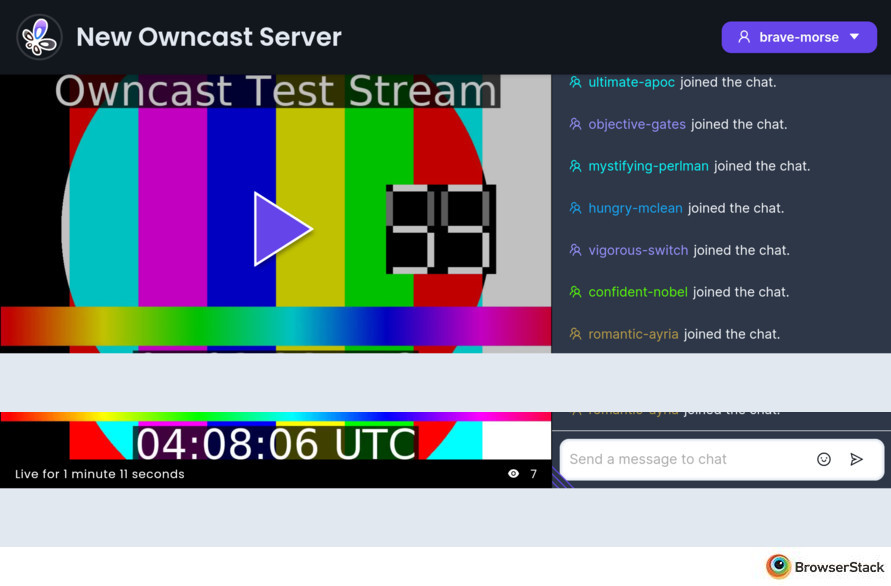 New Owncast Server
brave-morse
Owncast Test Stream
ultimate-apoc joined the chat.
objective-gates joined the chat.
mystifying-perlman joined the chat.
hungry-mclean joined the chat.
vigorous-switch joined the chat.
confident-nobel joined the chat.
romantic-ayria joined the chat.
romantic-ayria joined the chat.
04:08:06 UTC
Send a message to chat
Live for 1 minute 11 seconds
7
BrowserStack